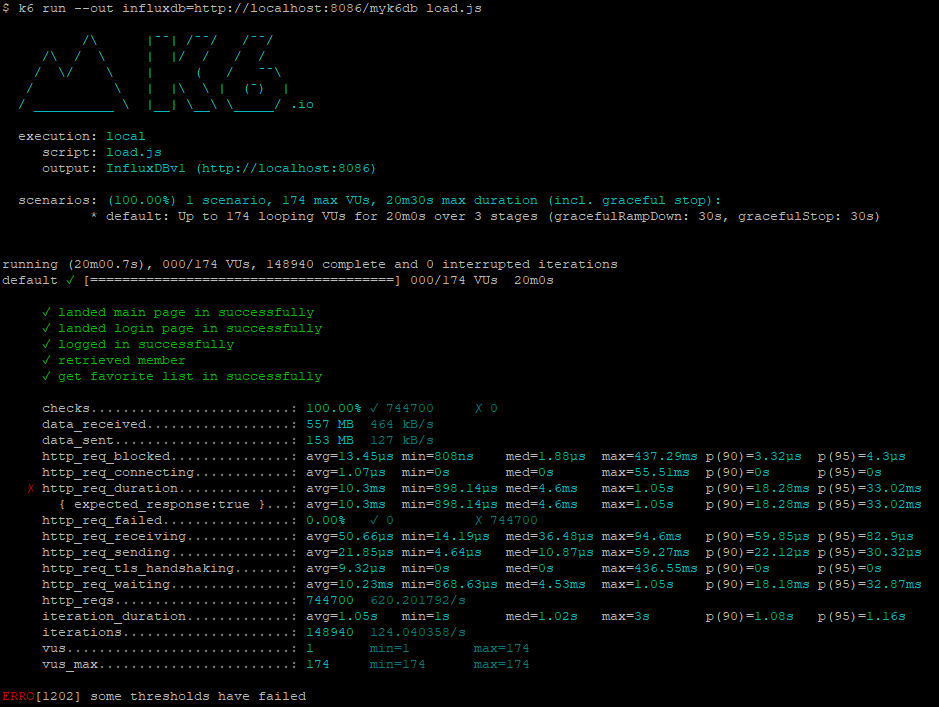 $ k6 run --out influxdb=http://localhost:8086/myk6db load.js
          /\      |‾‾| /‾‾/   /‾‾/
     /\  /  \     |  |/  /   /  /
    /  \/    \    |     (   /   ‾‾\
   /          \   |  |\  \ |  (‾)  |
  / __________ \  |__| \__\ \_____/ .io
execution: local
script: load.js
output: InfluxDBv1 (http://localhost:8086)
scenarios: (100.00%) 1 scenario, 174 max VUs, 20m30s max duration (incl. graceful stop):
* default: Up to 174 looping VUs for 20m0s over 3 stages (gracefulRampDown: 30s, gracefulStop: 30s)
running (20m00.7s), 000/174 VUs, 148940 complete and 0 interrupted iterations
default ✓ [======================================] 000/174 VUs  20m0s
✓ landed main page in successfully
✓ landed login page in successfully
✓ logged in successfully
✓ retrieved member
✓ get favorite list in successfully
checks.........................: 100.00% ✓ 744700     ✗ 0
data_received..................: 557 MB  464 kB/s
data_sent......................: 153 MB  127 kB/s
http_req_blocked...............: avg=13.45µs min=808ns    med=1.88µs  max=437.29ms p(90)=3.32µs  p(95)=4.3µs
http_req_connecting............: avg=1.07µs  min=0s       med=0s      max=55.51ms  p(90)=0s      p(95)=0s
✗ http_req_duration..............: avg=10.3ms  min=898.14µs med=4.6ms   max=1.05s    p(90)=18.28ms p(95)=33.02ms
{ expected_response:true }...: avg=10.3ms  min=898.14µs med=4.6ms   max=1.05s    p(90)=18.28ms p(95)=33.02ms
http_req_failed................: 0.00%   ✓ 0          ✗ 744700
http_req_receiving.............: avg=50.66µs min=14.19µs  med=36.48µs max=94.6ms   p(90)=59.85µs p(95)=82.9µs
http_req_sending...............: avg=21.85µs min=4.64µs   med=10.87µs max=59.27ms  p(90)=22.12µs p(95)=30.32µs
http_req_tls_handshaking.......: avg=9.32µs  min=0s       med=0s      max=436.55ms p(90)=0s      p(95)=0s
http_req_waiting...............: avg=10.23ms min=868.63µs med=4.53ms  max=1.05s    p(90)=18.18ms p(95)=32.87ms
http_reqs......................: 744700  620.201792/s
iteration_duration.............: avg=1.05s   min=1s       med=1.02s   max=3s       p(90)=1.08s   p(95)=1.16s
iterations.....................: 148940  124.040358/s
vus............................: 1       min=1        max=174
vus_max........................: 174     min=174      max=174
ERRO[1202] some thresholds have failed